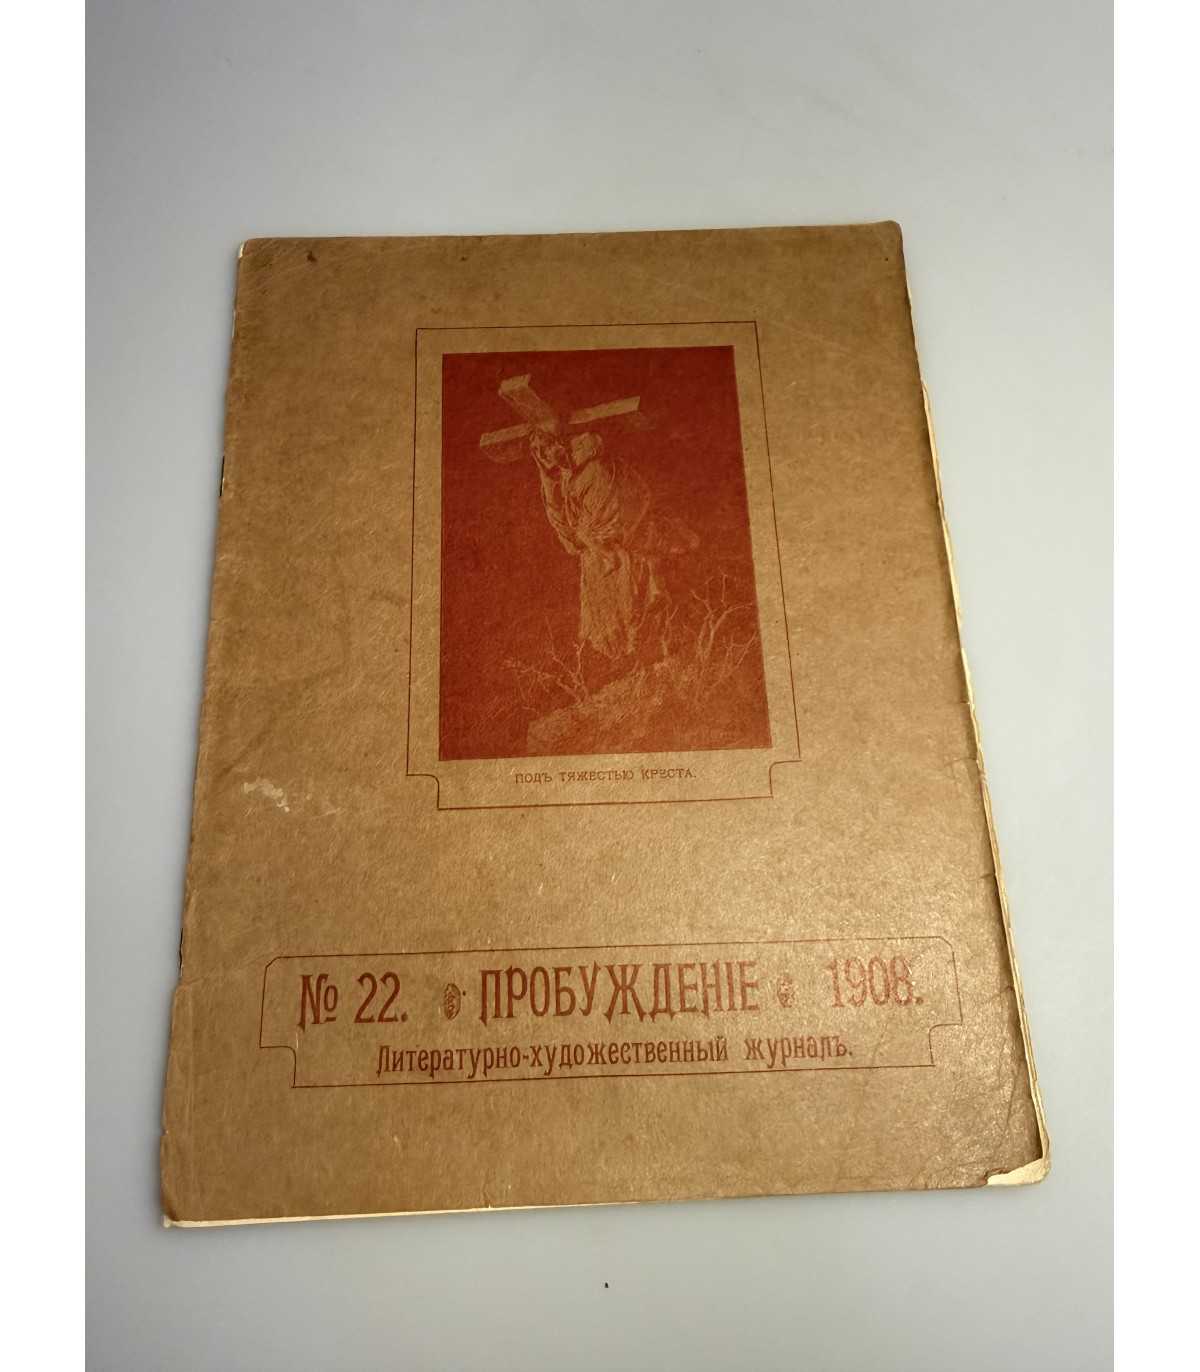 ПОДЪ ТЯЖЕСТЬЮ КРЕСТА.
№ 22. ПРОБУЖДЕНІЕ 1908.
Литературно-художественный журналъ.